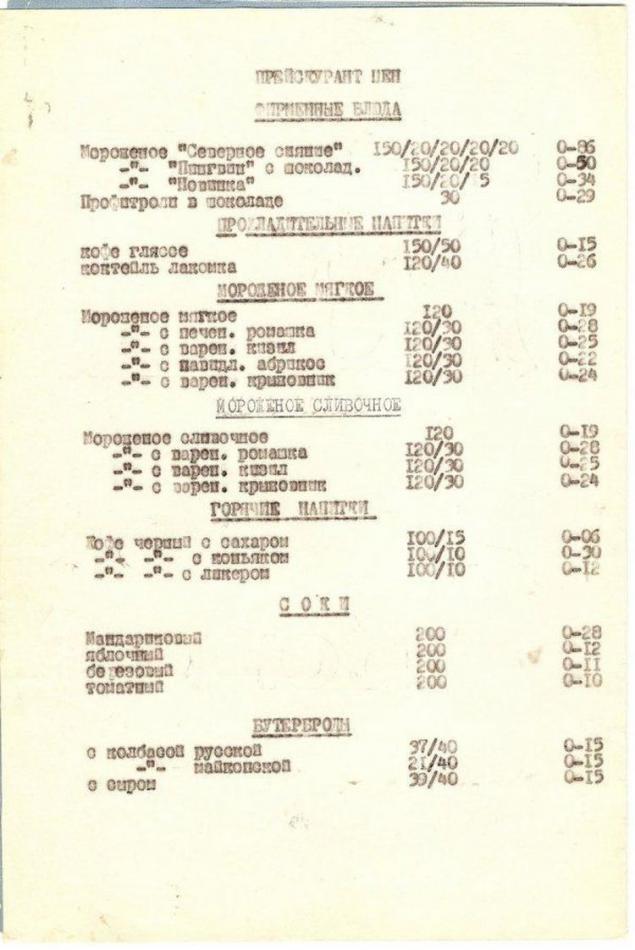 ПРЕЙСКУРАНТ ЦЕН
ФИРМЕННЫЕ БЛЮДА
Мороженое "Северное сияние" 150/20/20/20/20 0-86
-"- "Пингвин" с шоколад. 150/20/20 0-50
-"- "Новинка" 150/20/ 5 0-34
Профитроли в шоколаде 30 0-29
ПРОХЛАДИТЕЛЬНЫЕ НАПИТКИ
кофе гляссе 150/50 0-15
коктейль лакомка 120/40 0-26
МОРОЖЕНОЕ МЯГКОЕ
Мороженое мягкое 120 0-19
-"- с печен. ромашка 120/30 0-28
-"- с варен. кизил 120/30 0-25
-"- с павидл. абрикос 120/30 0-22
-"- с варен. крыжовник 120/30 0-24
МОРОЖЕНОЕ СЛИВОЧНОЕ
Мороженое сливочное 120 0-19
-"- с варен. ромашка 120/30 0-28
-"- с варен. кизил 120/30 0-25
-"- с варен. крыжовник 120/30 0-24
ГОРЯЧИЕ НАПИТКИ
Кофе черный с сахаром 100/15 0-06
-"- -"- с коньяком 100/10 0-30
-"- -"- с ликером 100/10 0-12
С О К И
Мандариновый 200 0-28
яблочный 200 0-12
березовый 200 0-11
томатный 200 0-10
БУТЕРБРОДЫ
с колбасой русской 37/40 0-15
-"- майкопской 21/40 0-15
с сыром 39/40 0-15